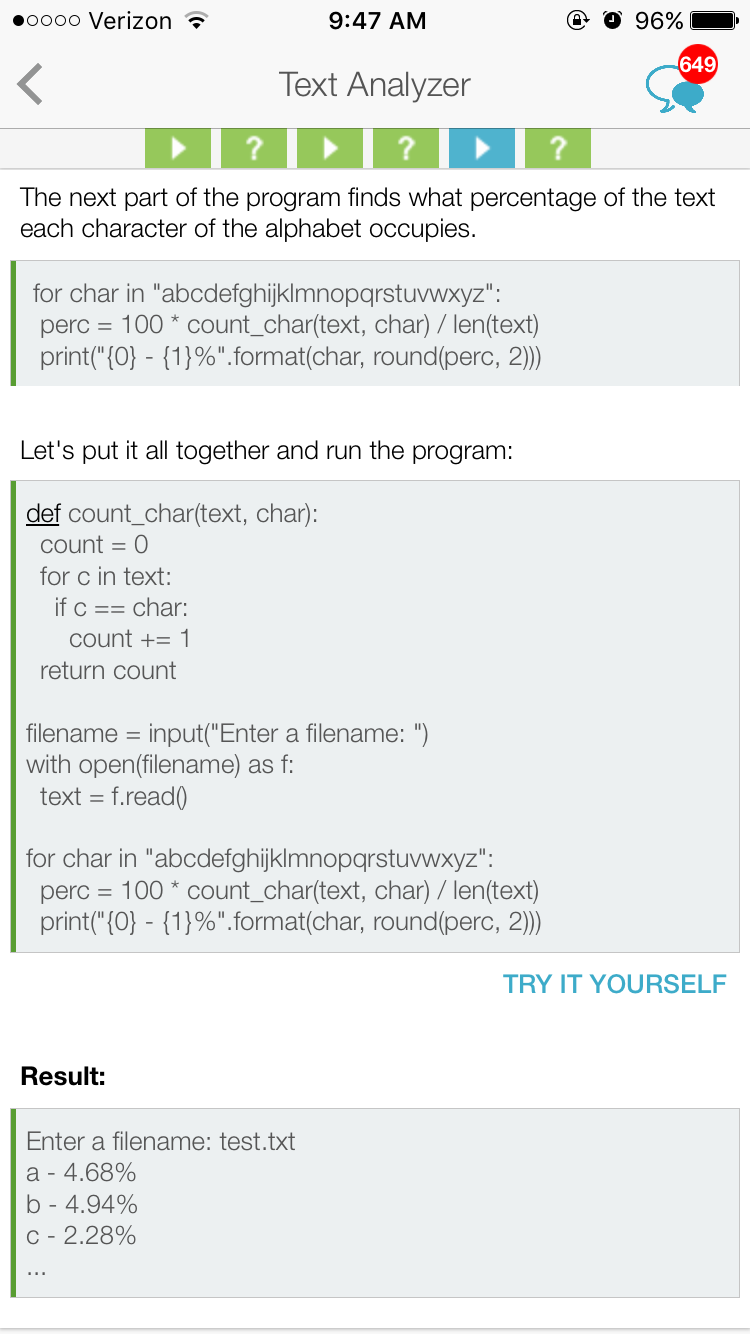 Verizon 9:47 AM 96%
Text Analyzer 649
? ? ?
The next part of the program finds what percentage of the text
each character of the alphabet occupies.
for char in "abcdefghijklmnopqrstuvwxyz":
perc = 100 * count_char(text, char) / len(text)
print("{0} - {1}%".format(char, round(perc, 2)))
Let's put it all together and run the program:
def count_char(text, char):
count = 0
for c in text:
if c == char:
count += 1
return count
filename = input("Enter a filename: ")
with open(filename) as f:
text = f.read()
for char in "abcdefghijklmnopqrstuvwxyz":
perc = 100 * count_char(text, char) / len(text)
print("{0} - {1}%".format(char, round(perc, 2)))
TRY IT YOURSELF
Result:
Enter a filename: test.txt
a - 4.68%
b - 4.94%
c - 2.28%
...